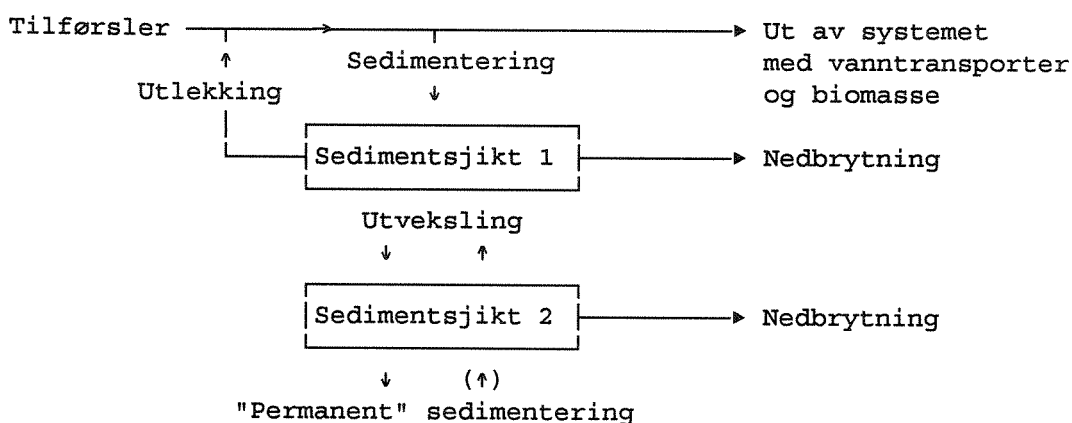 Tilførsler
Ut av systemet
med vanntransporter
og biomasse
Sedimentering
Utlekking
Sedimentsjikt 1
Nedbrytning
Utveksling
Sedimentsjikt 2
Nedbrytning
(↑)
"Permanent" sedimentering